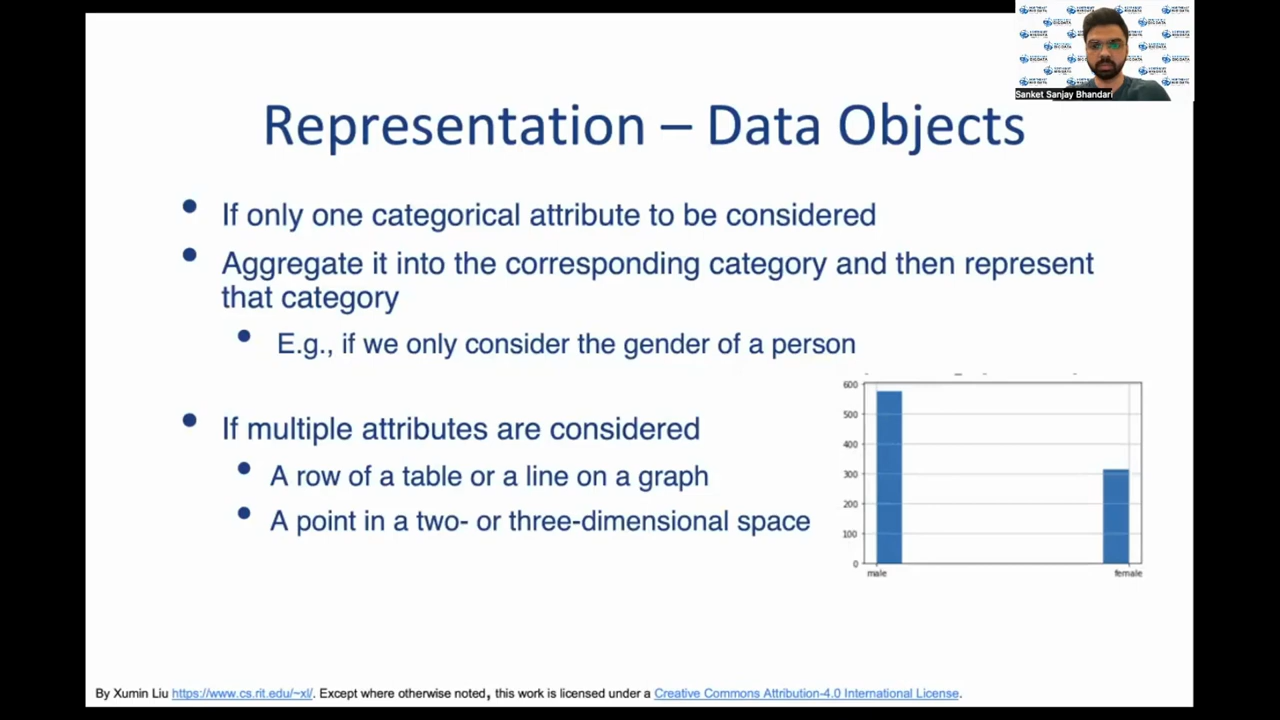 Sanket Sanjay Bhandari
Representation – Data Objects
• If only one categorical attribute to be considered
• Aggregate it into the corresponding category and then represent
that category
• E.g., if we only consider the gender of a person
• If multiple attributes are considered
• A row of a table or a line on a graph
• A point in a two- or three-dimensional space
600
500
400
300
200
100
0
male female
By Xumin Liu https://www.cs.rit.edu/~xl/. Except where otherwise noted, this work is licensed under a Creative Commons Attribution-4.0 International License.